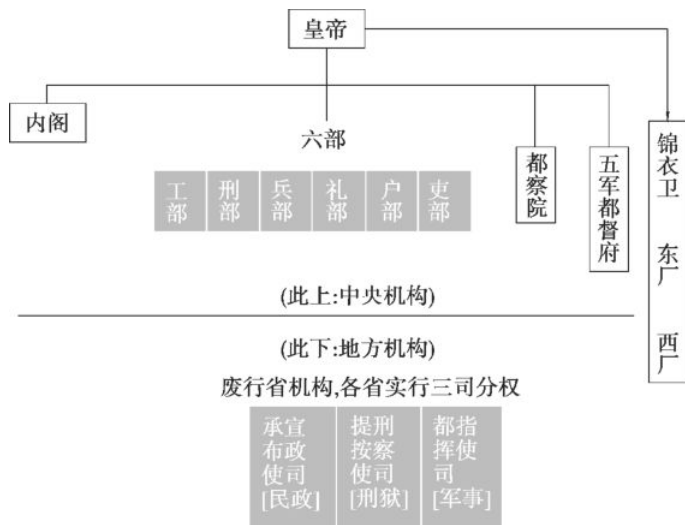 皇帝
内阁
六部
都察院
五军都督府
锦衣卫 东厂 西厂
工部
刑部
兵部
礼部
户部
吏部
(此上:中央机构)
(此下:地方机构)
废行省机构,各省实行三司分权
承宣
布政
使司
[民政]
提刑
按察
使司
[刑狱]
都指
挥使
司
[军事]